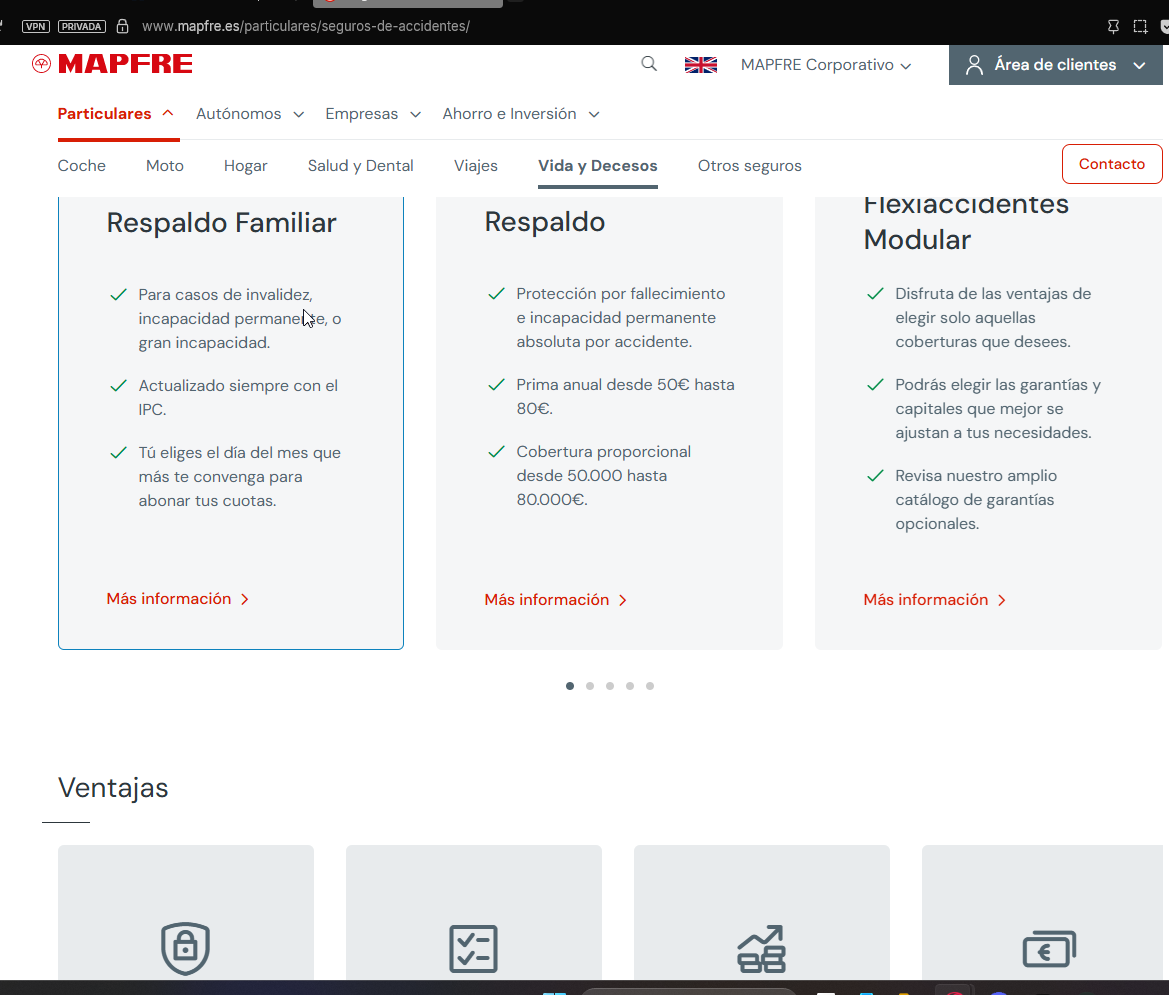 VPN PRIVADA www.mapfre.es/particulares/seguros-de-accidentes/
MAPFRE
MAPFRE Corporativo
Área de clientes
Particulares Autónomos Empresas Ahorro e Inversión
Coche Moto Hogar Salud y Dental Viajes Vida y Decesos Otros seguros
Contacto
Respaldo Familiar
Para casos de invalidez,
incapacidad permanente, o
gran incapacidad.
Actualizado siempre con el
IPC.
Tú eliges el día del mes que
más te convenga para
abonar tus cuotas.
Más información
Respaldo
Protección por fallecimiento
e incapacidad permanente
absoluta por accidente.
Prima anual desde 50€ hasta
80€.
Cobertura proporcional
desde 50.000 hasta
80.000€.
Más información
Flexiaccidentes
Modular
Disfruta de las ventajas de
elegir solo aquellas
coberturas que desees.
Podrás elegir las garantías y
capitales que mejor se
ajustan a tus necesidades.
Revisa nuestro amplio
catálogo de garantías
opcionales.
Más información
Ventajas